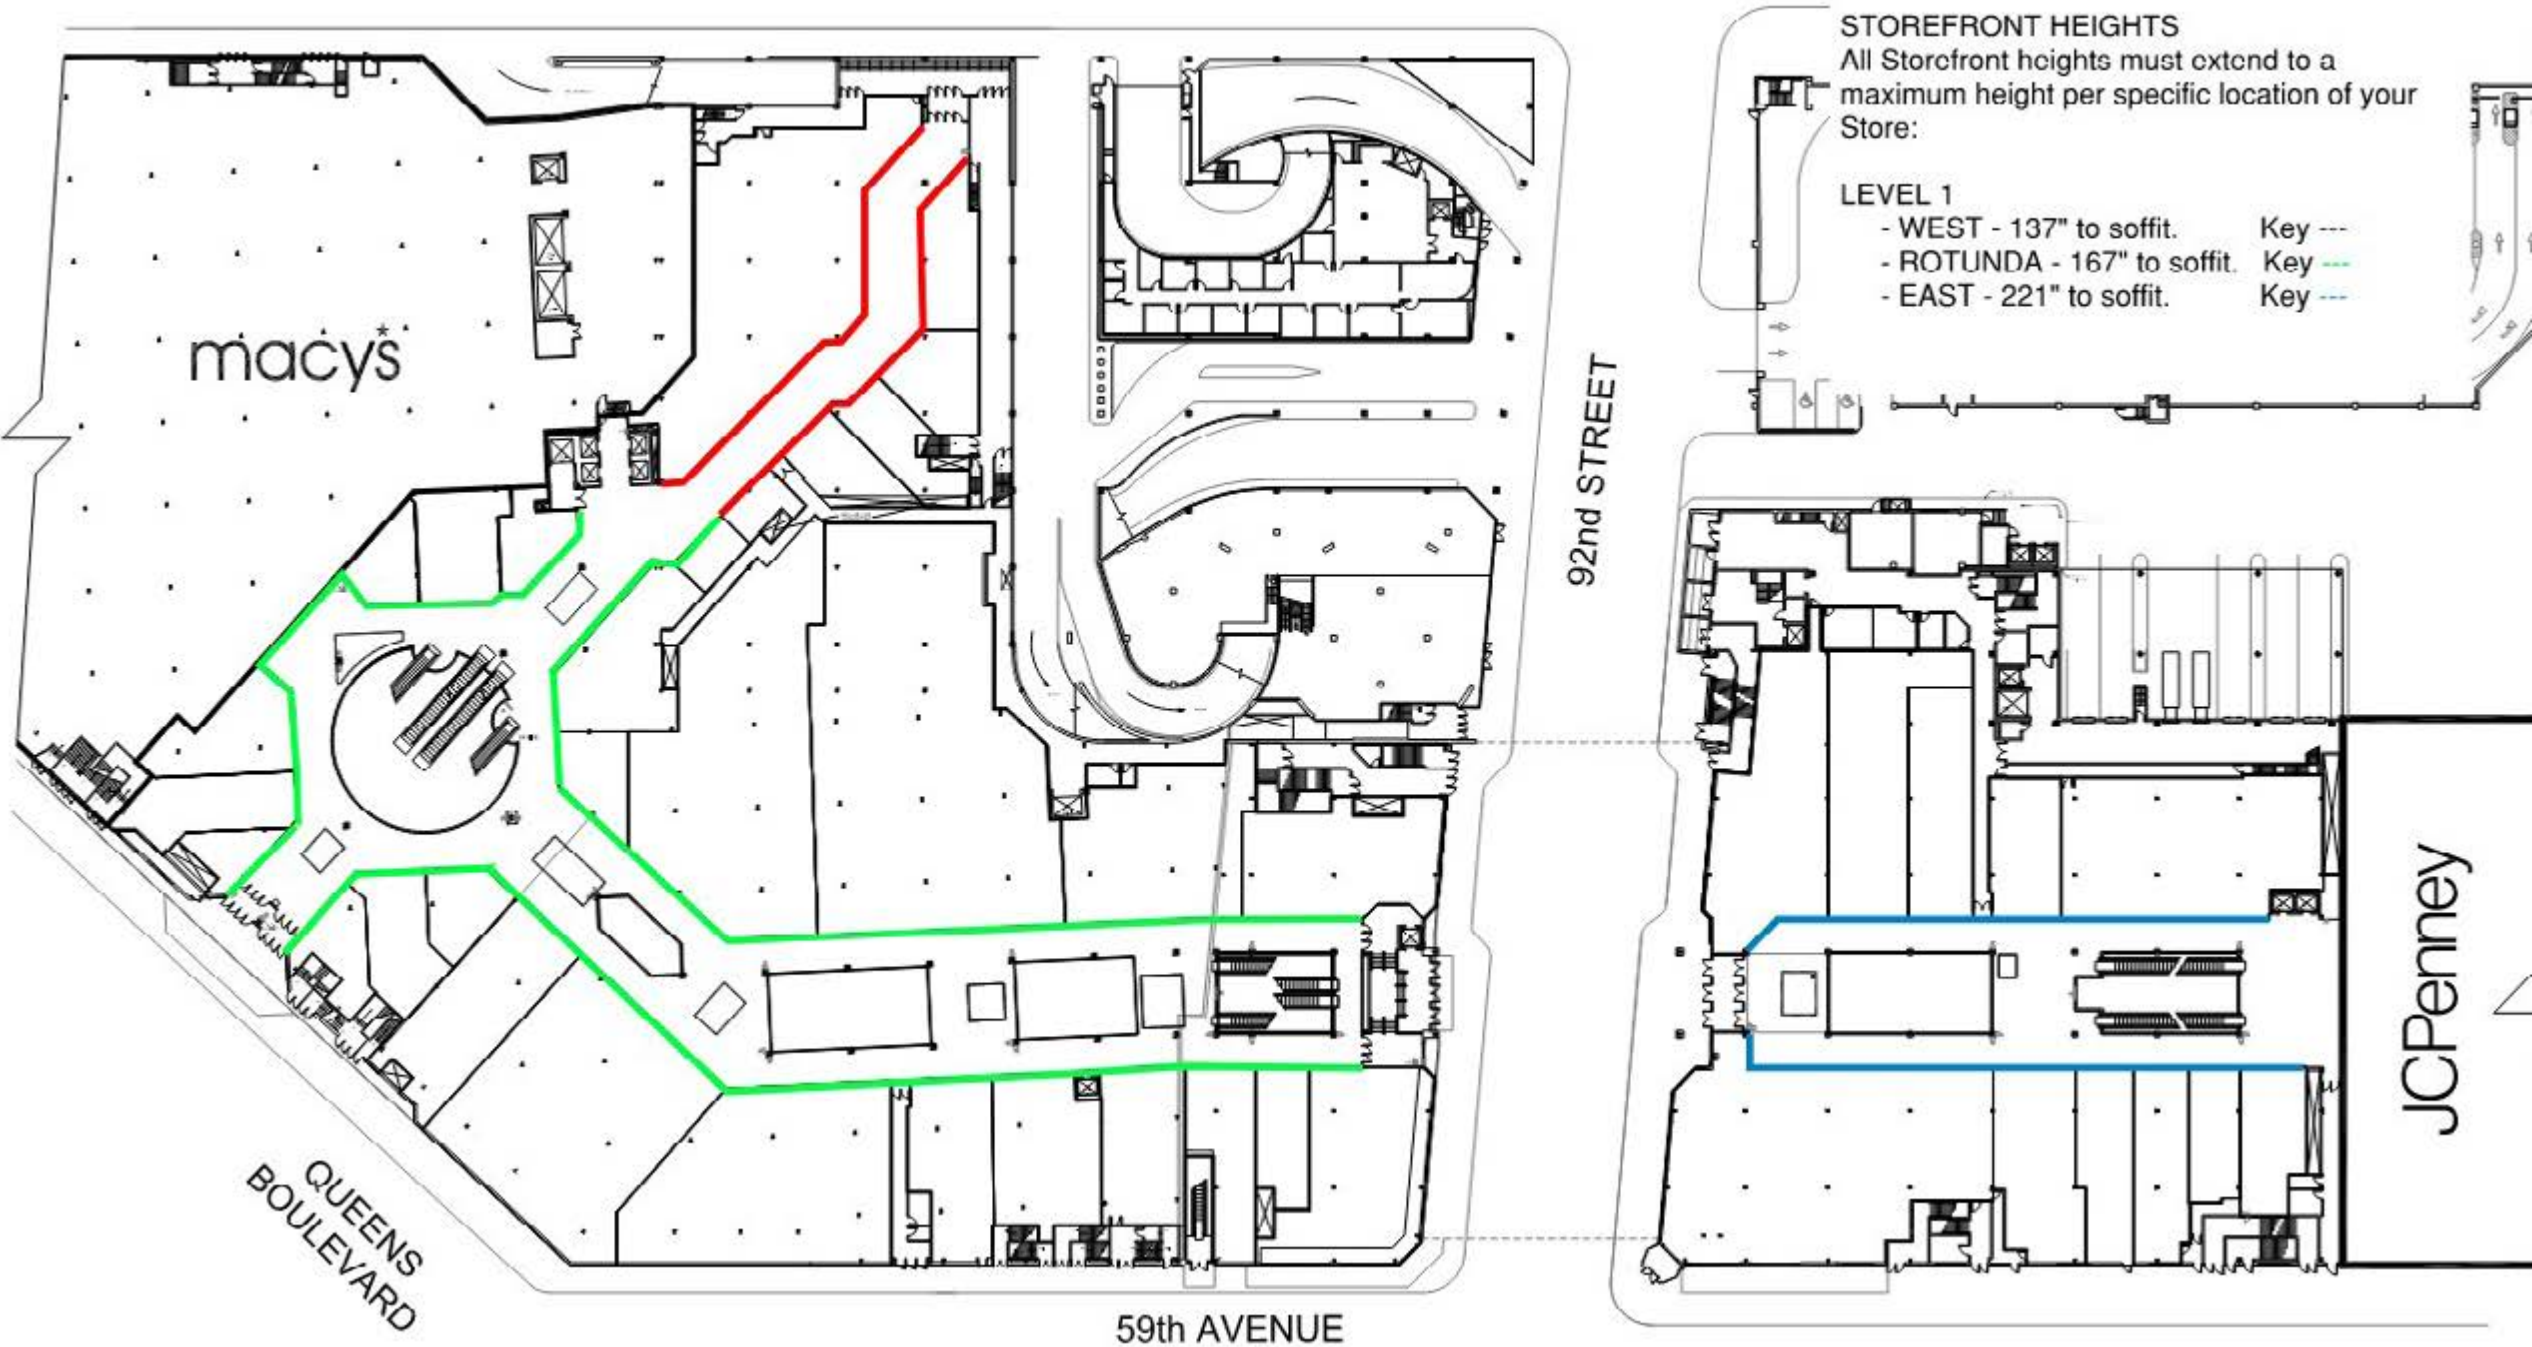 STOREFRONT HEIGHTS
All Storefront heights must extend to a
maximum height per specific location of your
Store:
LEVEL 1
- WEST - 137" to soffit. Key ---
- ROTUNDA - 167" to soffit. Key ---
- EAST - 221" to soffit. Key ---
macy's
92nd STREET
JCPenney
QUEENS
BOULEVARD
59th AVENUE